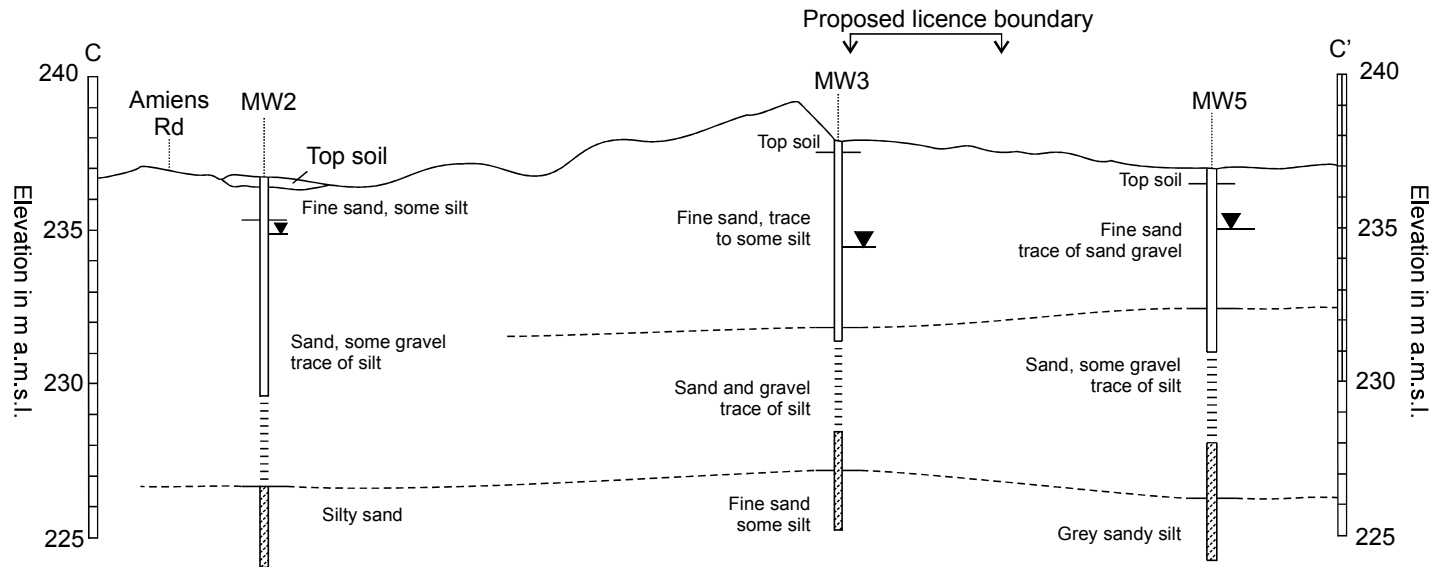 Proposed licence boundary
C
C’
240
240
Amiens
Rd
MW2
MW3
MW5
Top soil
Top soil
Top soil
Fine sand, some silt
Fine sand, trace
to some silt
Fine sand
trace of sand gravel
235
235
Elevation in m a.m.s.l.
Elevation in m a.m.s.l.
Sand, some gravel
trace of silt
Sand and gravel
trace of silt
Sand, some gravel
trace of silt
230
230
Silty sand
Fine sand
some silt
Grey sandy silt
225
225